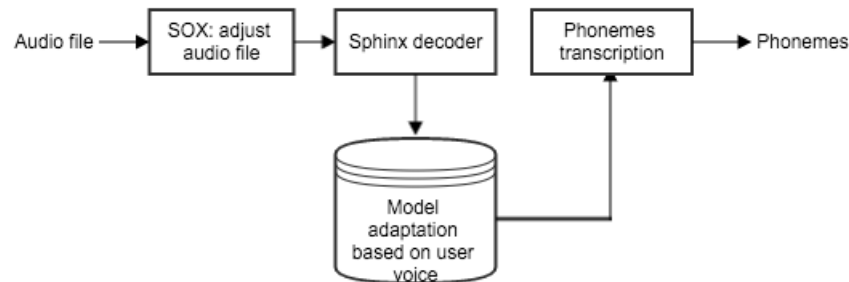 Audio file
SOX: adjust
audio file
Sphinx decoder
Phonemes
transcription
Phonemes
Model
adaptation
based on user
voice